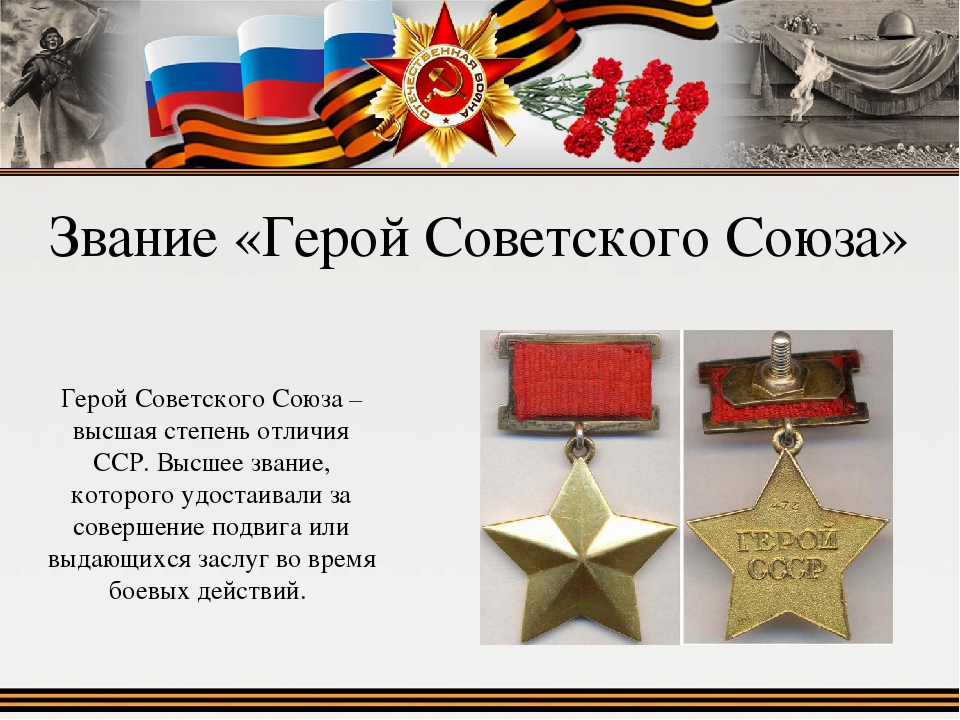 ОТЕЧЕСТВЕННАЯ ВОЙНА
Звание «Герой Советского Союза»
Герой Советского Союза –
высшая степень отличия
ССР. Высшее звание,
которого удостаивали за
совершение подвига или
выдающихся заслуг во время
боевых действий.
ГЕРОЙ
СССР